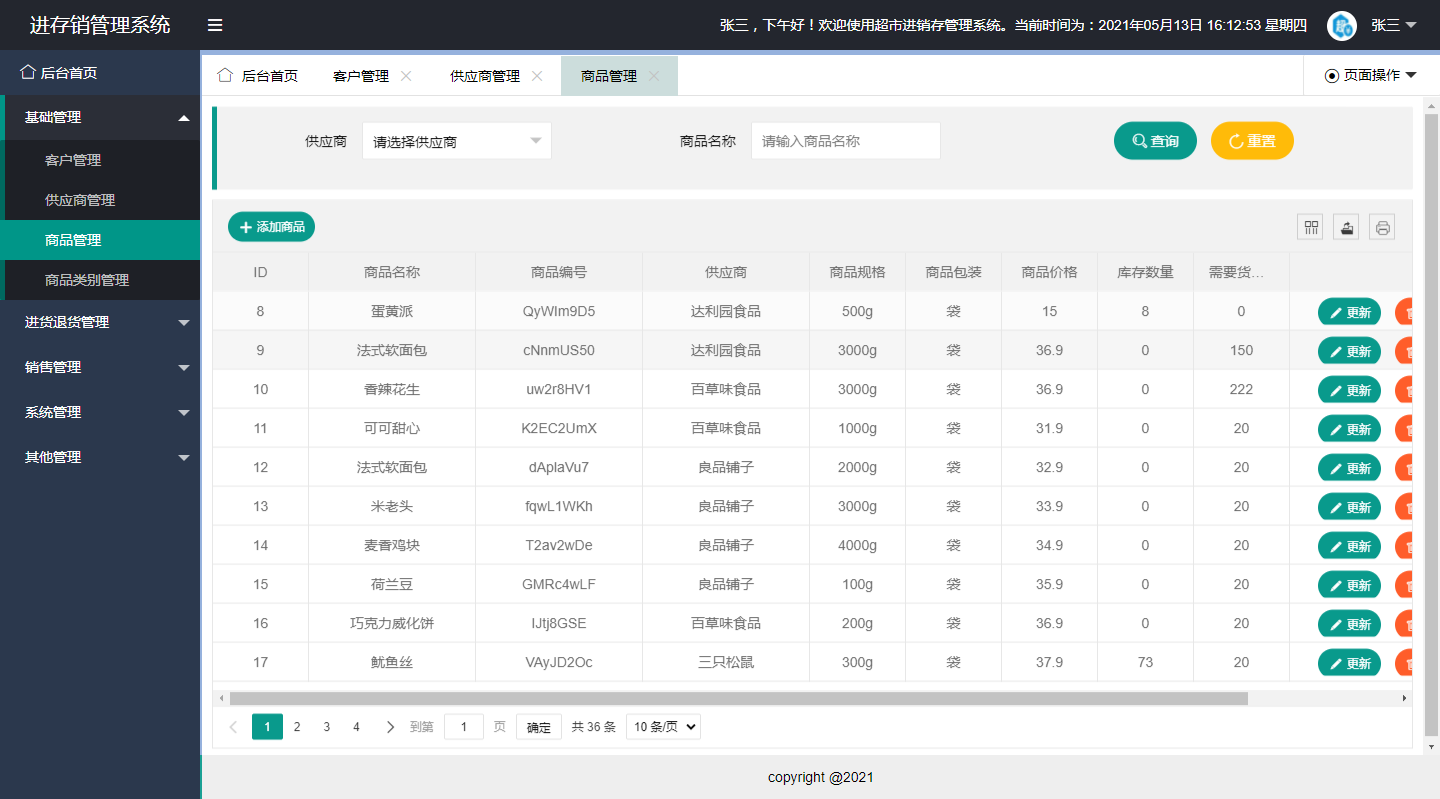 进存销管理系统
张三，下午好！欢迎使用超市进销存管理系统。当前时间为：2021年05月13日 16:12:53 星期四 张三
后台首页
基础管理
客户管理
供应商管理
商品管理
商品类别管理
进货退货管理
销售管理
系统管理
其他管理
后台首页 客户管理 供应商管理 商品管理 页面操作
供应商 请选择供应商 商品名称 请输入商品名称 查询 重置
添加商品
ID 商品名称 商品编号 供应商 商品规格 商品包装 商品价格 库存数量 需要货...
8 蛋黄派 QyWIm9D5 达利园食品 500g 袋 15 8 0 更新
9 法式软面包 cNnmUS50 达利园食品 3000g 袋 36.9 0 150 更新
10 香辣花生 uw2r8HV1 百草味食品 3000g 袋 36.9 0 222 更新
11 可可甜心 K2EC2UmX 百草味食品 1000g 袋 31.9 0 20 更新
12 法式软面包 dAplaVu7 良品铺子 2000g 袋 32.9 0 20 更新
13 米老头 fqwL1WKh 良品铺子 3000g 袋 33.9 0 20 更新
14 麦香鸡块 T2av2wDe 良品铺子 4000g 袋 34.9 0 20 更新
15 荷兰豆 GMRc4wLF 良品铺子 100g 袋 35.9 0 20 更新
16 巧克力威化饼 IJtj8GSE 百草味食品 200g 袋 36.9 0 20 更新
17 鱿鱼丝 VAyJD2Oc 三只松鼠 300g 袋 37.9 73 20 更新
1 2 3 4 到第 1 页 确定 共 36 条 10 条/页
copyright @2021